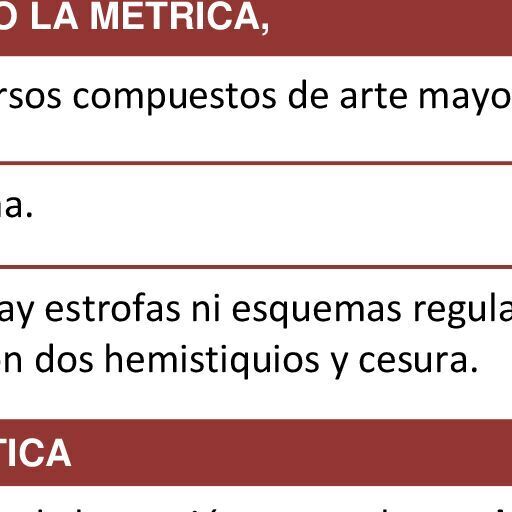 O LA METRICA,
rsos compuestos de arte mayo
a.
ay estrofas ni esquemas regula
n dos hemistiquios y cesura.
TICA